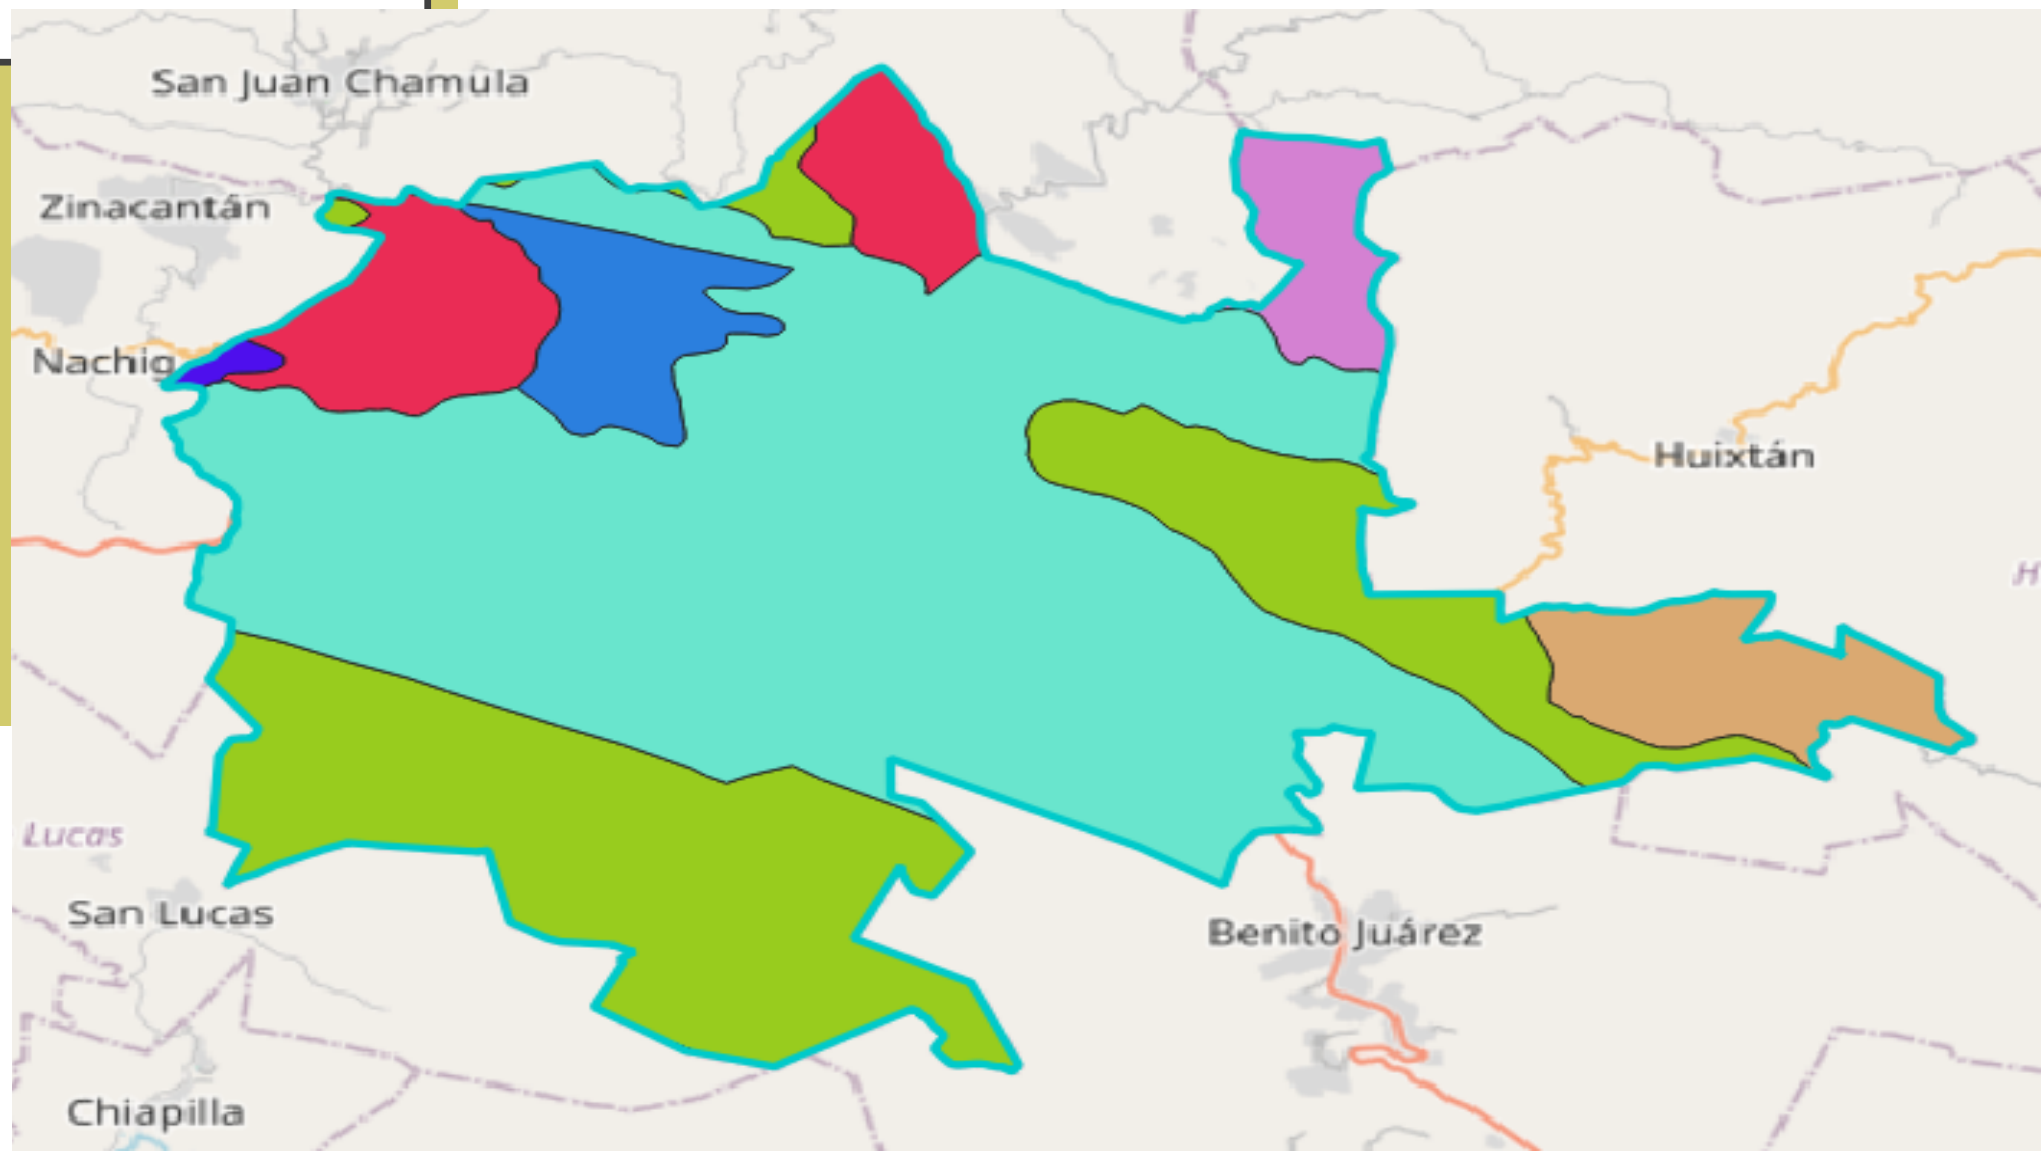 San Juan Chamula
Zinacantán
Nachig
Huixtán
H
Lucas
San Lucas
Benito Juárez
Chiapilla